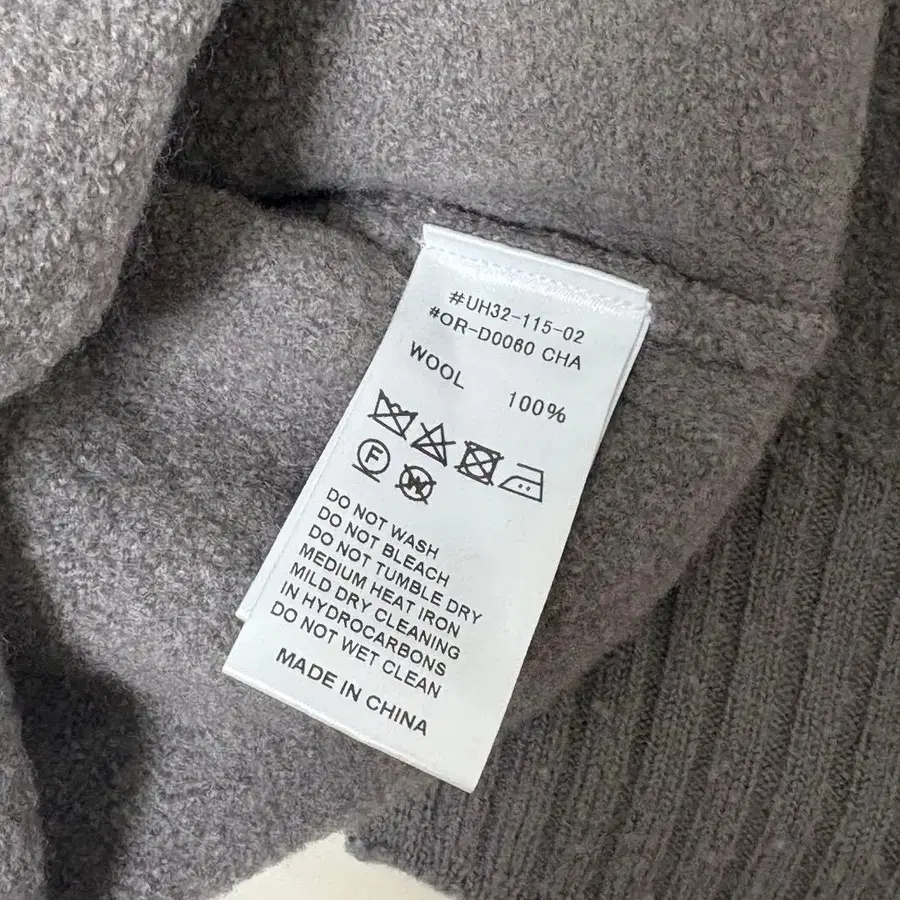 #UH32-115-02
#OR-D0060 CHA
WOOL 100%
F W
DO NOT WASH
DO NOT BLEACH
DO NOT TUMBLE DRY
MEDIUM HEAT IRON
MILD DRY CLEANING
IN HYDROCARBONS
DO NOT WET CLEAN
MADE IN CHINA